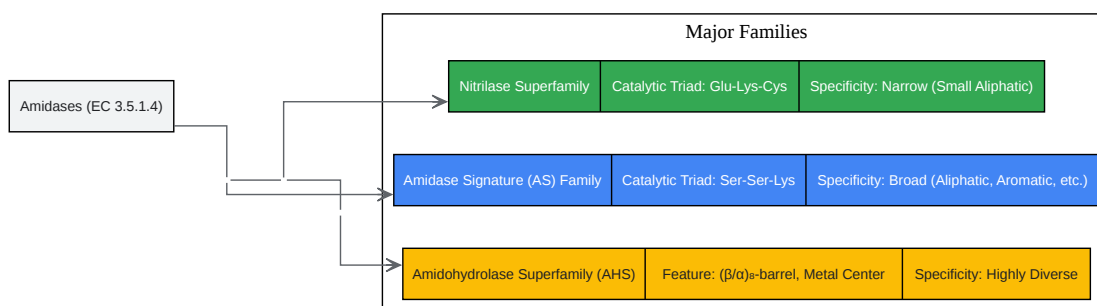 Major Families
Nitrilase Superfamily Catalytic Triad: Glu-Lys-Cys Specificity: Narrow (Small Aliphatic)
Amidases (EC 3.5.1.4)
Amidase Signature (AS) Family Catalytic Triad: Ser-Ser-Lys Specificity: Broad (Aliphatic, Aromatic, etc.)
Amidohydrolase Superfamily (AHS) Feature: (β/α)₈-barrel, Metal Center Specificity: Highly Diverse